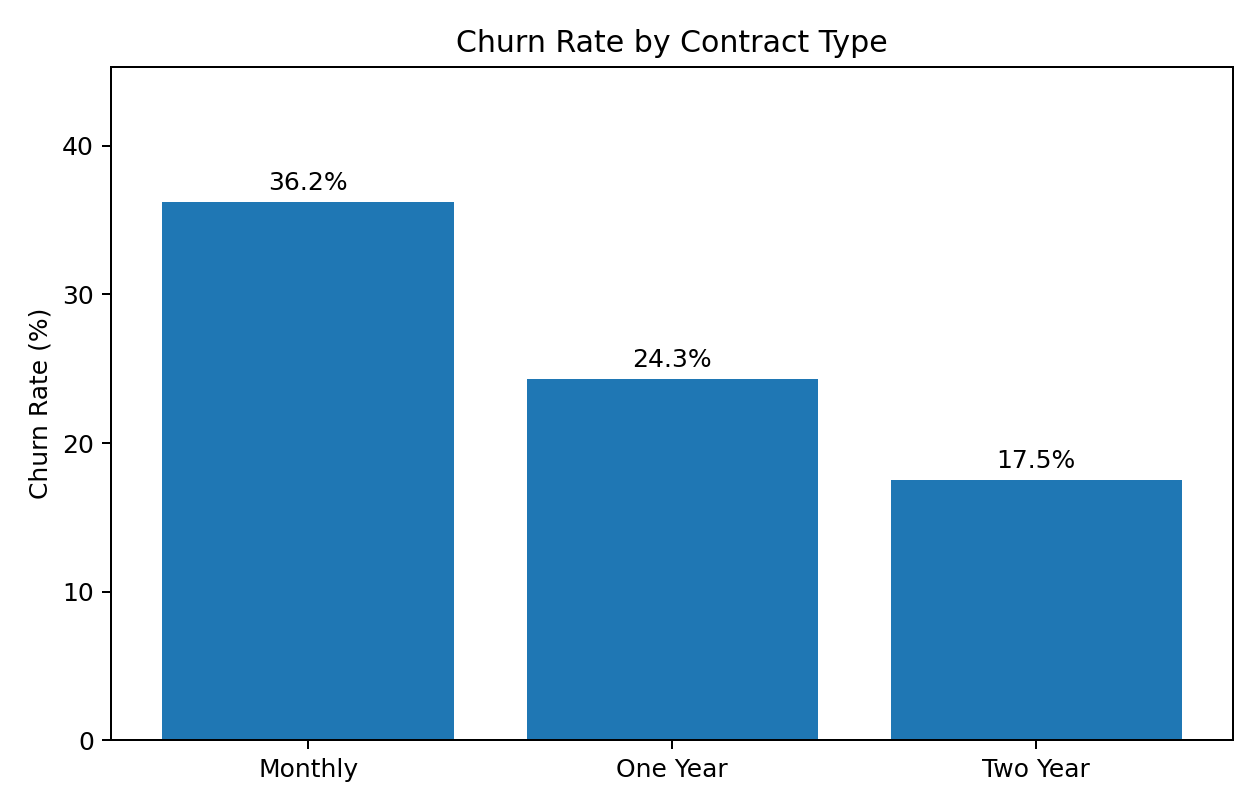 Churn Rate by Contract Type
Churn Rate (%)
40
30
20
10
0
36.2%
24.3%
17.5%
Monthly
One Year
Two Year